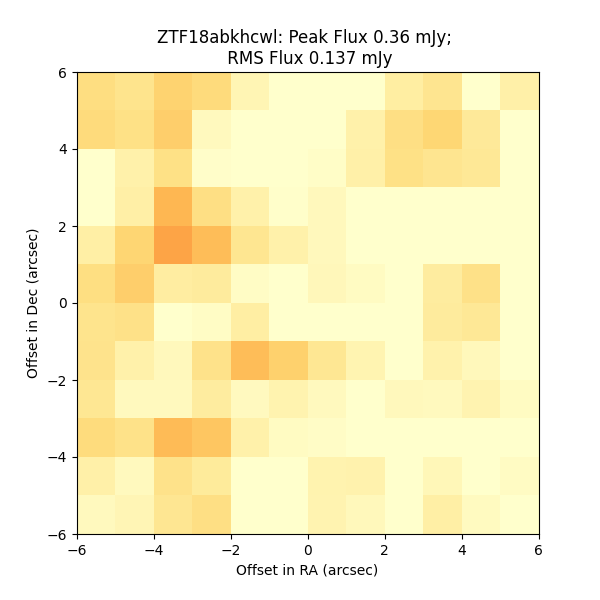 ZTF18abkhcwl: Peak Flux 0.36 mJy;
RMS Flux 0.137 mJy
6
4
2
0
−2
−4
−6
Offset in Dec (arcsec)
−6 −4 −2 0 2 4 6
Offset in RA (arcsec)